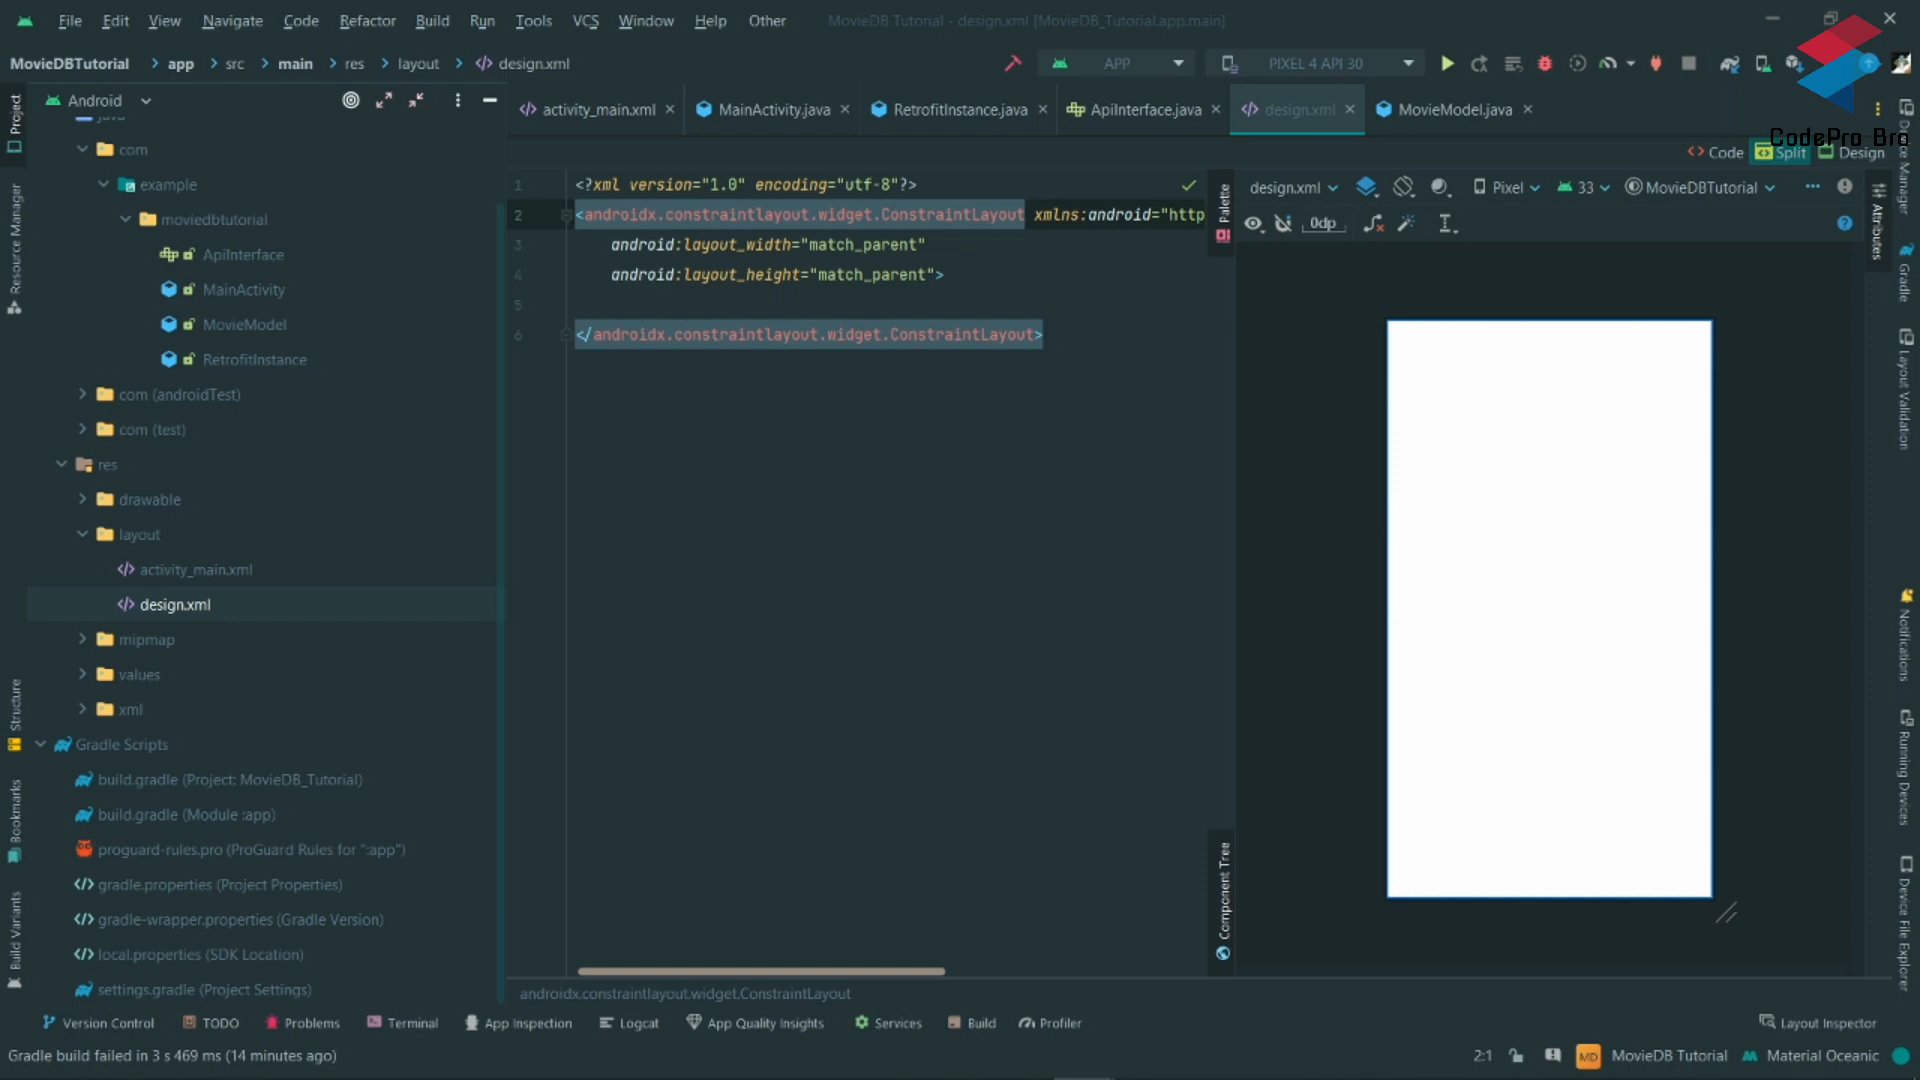 File Edit View Navigate Code Refactor Build Run Tools VCS Window Help Other MovieDB Tutorial - design.xml [MovieDB_Tutorial.app.main]
MovieDBTutorial app src main res layout design.xml APP PIXEL 4 API 30
CodePro Bro
Android
activity_main.xml MainActivity.java RetrofitInstance.java ApiInterface.java design.xml MovieModel.java
Code Split Design
Project
Resource Manager
Structure
Bookmarks
Build Variants
java
com
example
moviedbtutorial
ApiInterface
MainActivity
MovieModel
RetrofitInstance
com (androidTest)
com (test)
res
drawable
layout
activity_main.xml
design.xml
mipmap
values
xml
Gradle Scripts
build.gradle (Project: MovieDB_Tutorial)
build.gradle (Module :app)
proguard-rules.pro (ProGuard Rules for ":app")
gradle.properties (Project Properties)
gradle-wrapper.properties (Gradle Version)
local.properties (SDK Location)
settings.gradle (Project Settings)
1 <?xml version="1.0" encoding="utf-8"?>
2 <androidx.constraintlayout.widget.ConstraintLayout xmlns:android="http
3 android:layout_width="match_parent"
4 android:layout_height="match_parent">
5
6 </androidx.constraintlayout.widget.ConstraintLayout>
androidx.constraintlayout.widget.ConstraintLayout
Palette
Component Tree
design.xml Pixel 33 MovieDBTutorial
0dp
Attributes
Device Manager
Gradle
Layout Validation
Notifications
Running Devices
Device File Explorer
Version Control TODO Problems Terminal App Inspection Logcat App Quality Insights Services Build Profiler Layout Inspector
Gradle build failed in 3 s 469 ms (14 minutes ago) 2:1 MD MovieDB Tutorial Material Oceanic